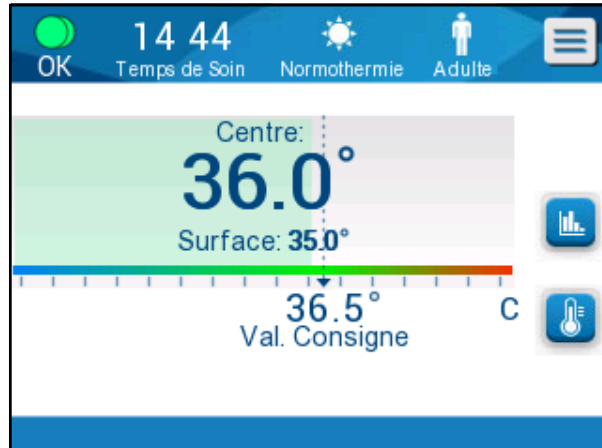 OK
14 44
Temps de Soin
Normothermie
Adulte
Centre:
36.0°
Surface: 35.0°
36.5° C
Val. Consigne